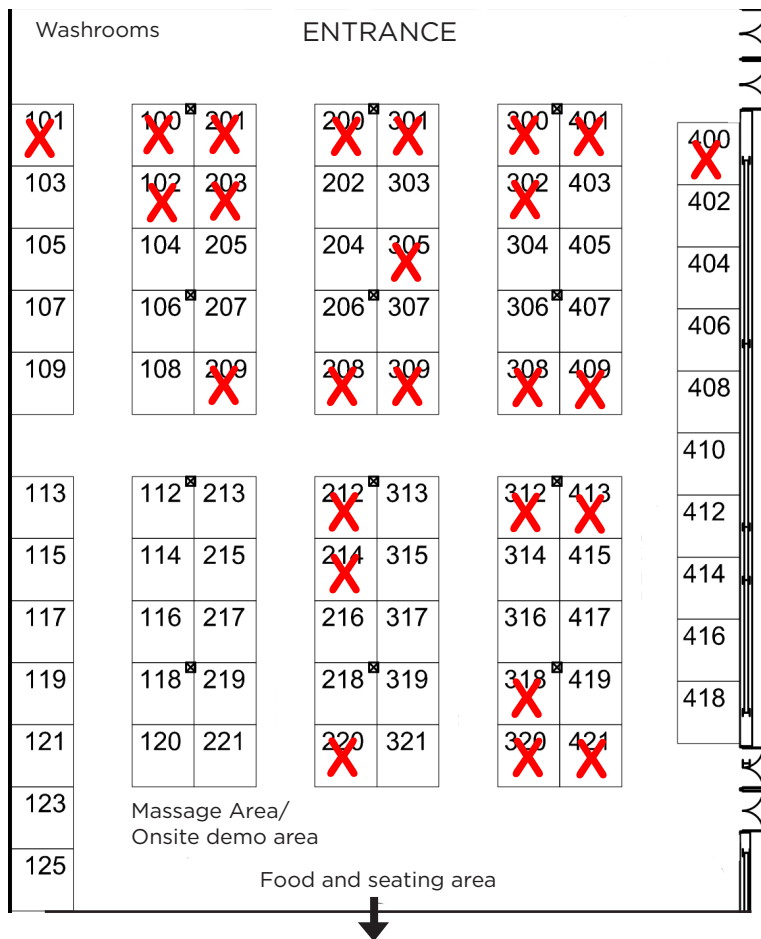 Washrooms ENTRANCE
101 100 201 200 301 300 401 400
103 102 203 202 303 302 403 402
105 104 205 204 305 304 405 404
107 106 207 206 307 306 407 406
109 108 209 208 309 308 409 408
410
113 112 213 212 313 312 413 412
115 114 215 214 315 314 415 414
117 116 217 216 317 316 417 416
119 118 219 218 319 318 419 418
121 120 221 220 321 320 421
123
Massage Area/
Onsite demo area
125
Food and seating area